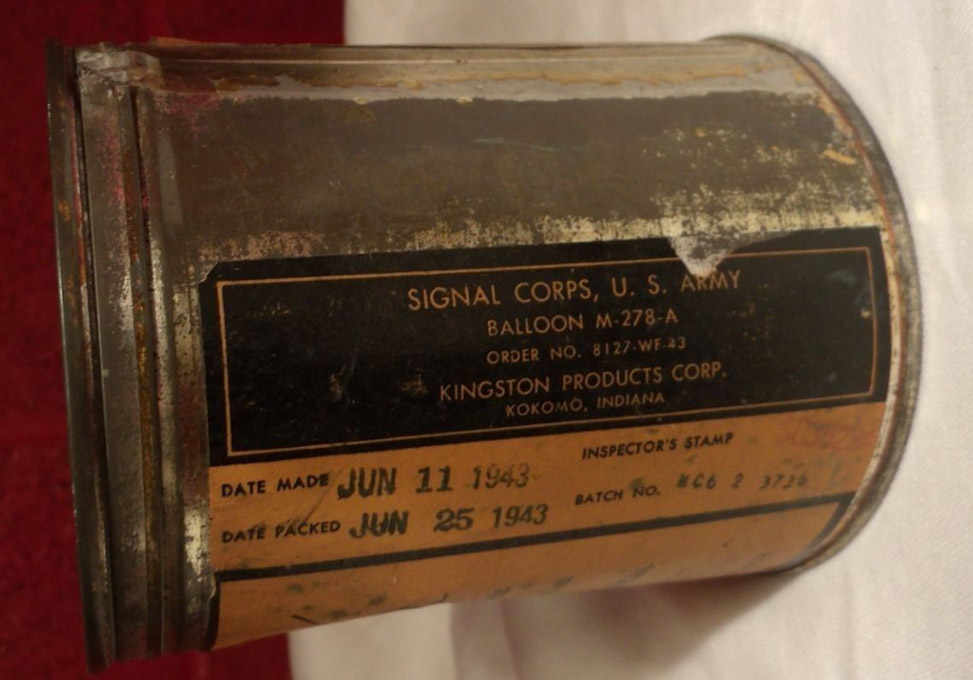 SIGNAL CORPS, U. S. ARMY
BALLOON M-278-A
ORDER NO. 8127-WF-43
KINGSTON PRODUCTS CORP.
KOKOMO, INDIANA
INSPECTOR'S STAMP
DATE MADE JUN 11 1943
BATCH NO.
DATE PACKED JUN 25 1943